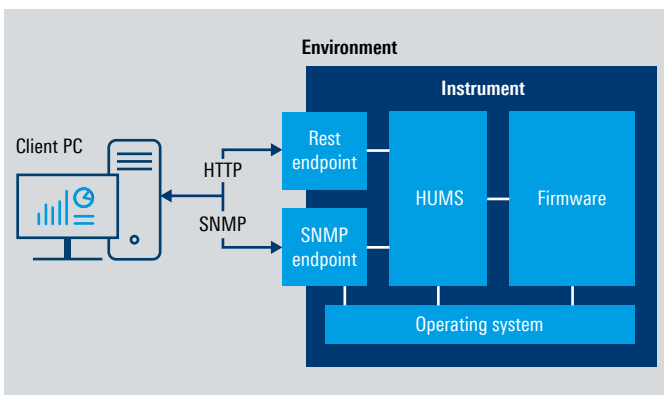 Environment
Instrument
Client PC
HTTP
SNMP
Rest
endpoint
SNMP
endpoint
HUMS
Firmware
Operating system